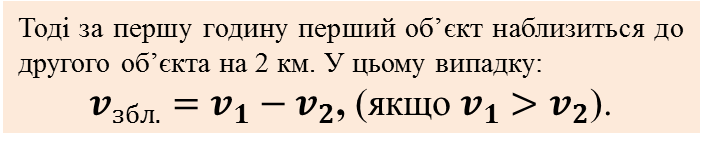 Тоді за першу годину перший об’єкт наблизиться до
другого об’єкта на 2 км. У цьому випадку:
𝒗збл. = 𝒗₁ − 𝒗₂, (якщо 𝒗₁ > 𝒗₂).